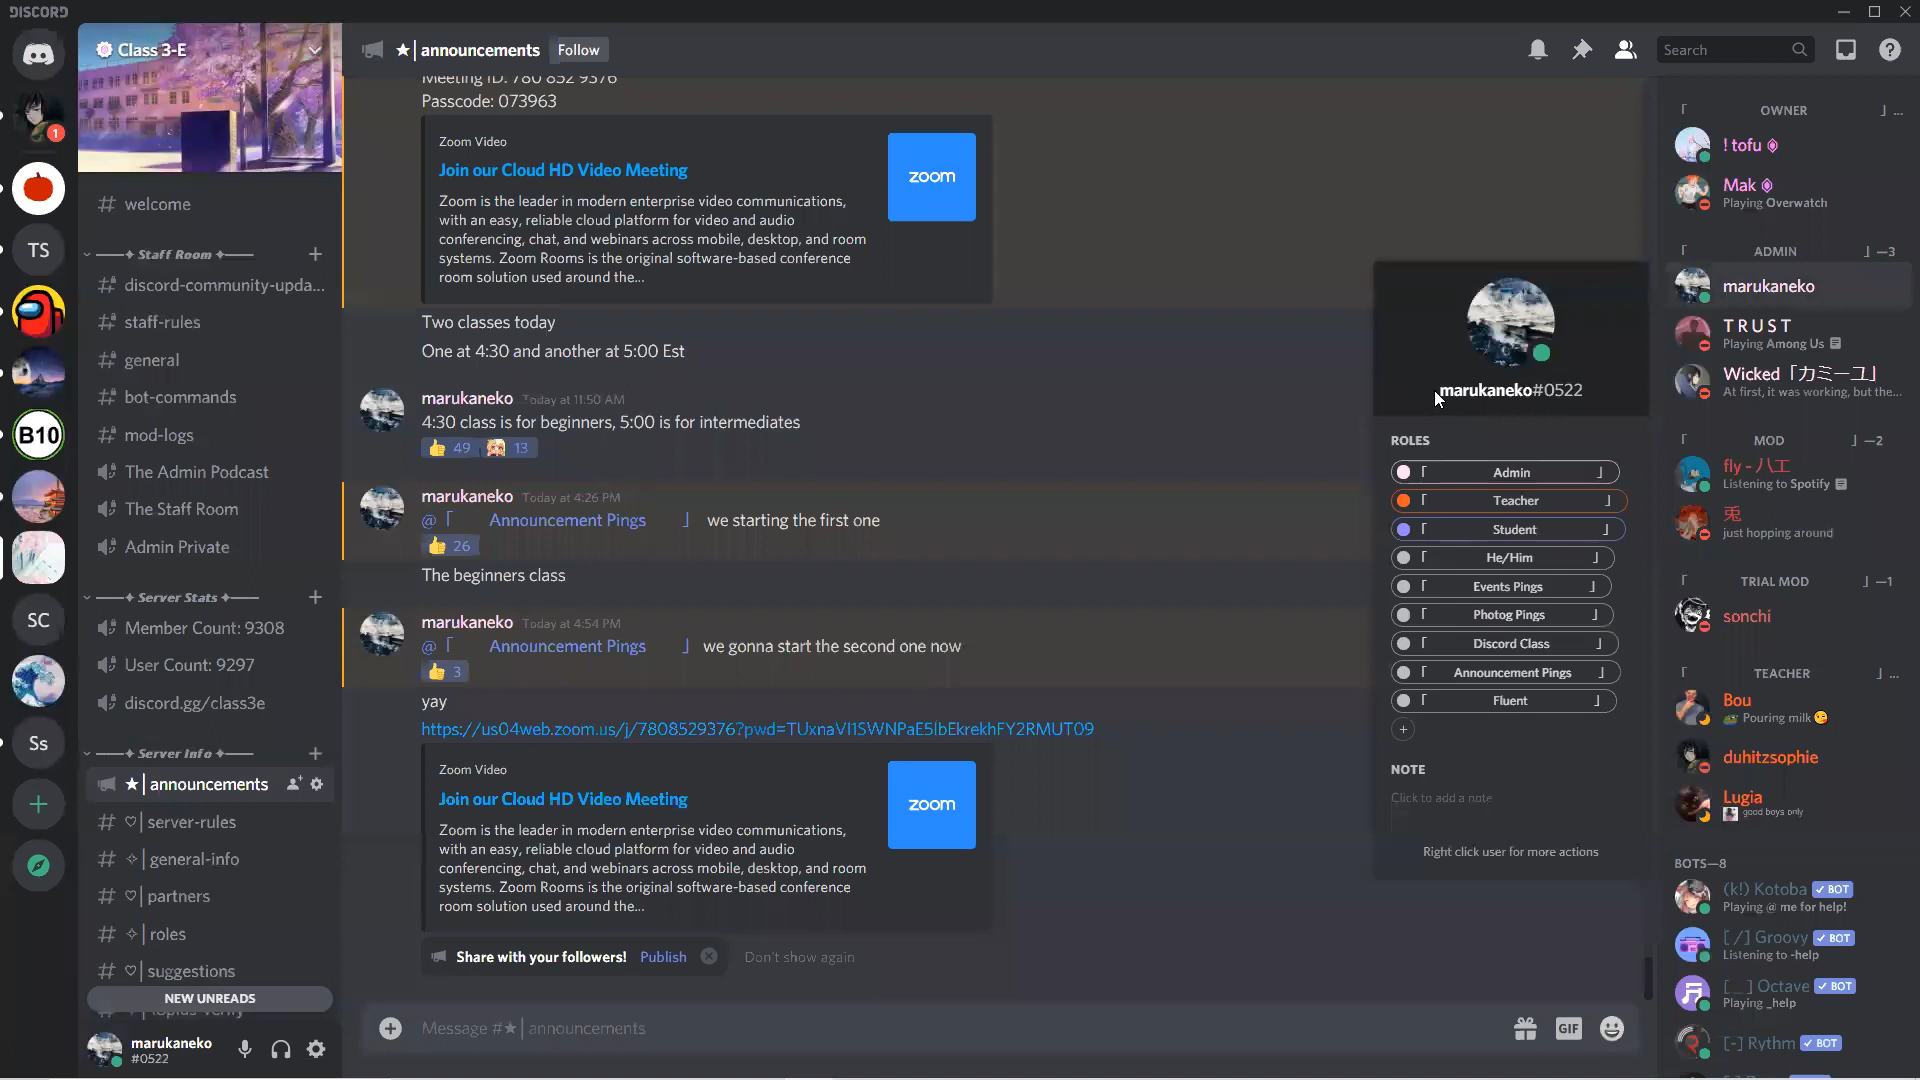 DISCORD
Class 3-E
welcome
Staff Room
discord-community-upda...
staff-rules
general
bot-commands
mod-logs
The Admin Podcast
The Staff Room
Admin Private
Server Stats
Member Count: 9308
User Count: 9297
discord.gg/class3e
Server Info
★│announcements
♡│server-rules
✧│general-info
♡│partners
✧│roles
♡│suggestions
NEW UNREADS
marukaneko
#0522
1
TS
B10
SC
Ss
★│announcements
Follow
Search
Meeting ID: 780 852 9376
Passcode: 073963
Zoom Video
Join our Cloud HD Video Meeting
Zoom is the leader in modern enterprise video communications,
with an easy, reliable cloud platform for video and audio
conferencing, chat, and webinars across mobile, desktop, and room
systems. Zoom Rooms is the original software-based conference
room solution used around the...
zoom
Two classes today
One at 4:30 and another at 5:00 Est
marukaneko Today at 11:50 AM
4:30 class is for beginners, 5:00 is for intermediates
49 13
marukaneko Today at 4:26 PM
@「 Announcement Pings 」 we starting the first one
26
The beginners class
marukaneko Today at 4:54 PM
@「 Announcement Pings 」 we gonna start the second one now
3
yay
Zoom Video
Join our Cloud HD Video Meeting
Zoom is the leader in modern enterprise video communications,
with an easy, reliable cloud platform for video and audio
conferencing, chat, and webinars across mobile, desktop, and room
systems. Zoom Rooms is the original software-based conference
room solution used around the...
zoom
Share with your followers! Publish Don't show again
Message #★│announcements
GIF
marukaneko#0522
ROLES
「 Admin 」
「 Teacher 」
「 Student 」
「 He/Him 」
「 Events Pings 」
「 Photog Pings 」
「 Discord Class 」
「 Announcement Pings 」
「 Fluent 」
NOTE
Click to add a note
Right click user for more actions
「 OWNER 」...
! tofu
Mak
Playing Overwatch
「 ADMIN 」—3
marukaneko
T R U S T
Playing Among Us
Wicked「カミーユ」
At first, it was working, but the...
「 MOD 」—2
fly - 八工
Listening to Spotify
兎
just hopping around
「 TRIAL MOD 」—1
sonchi
「 TEACHER 」...
Bou
Pouring milk
duhitzsophie
Lugia
good boys only
BOTS—8
(k!) Kotoba BOT
Playing @ me for help!
[ /] Groovy BOT
Listening to -help
[ _ ] Octave BOT
Playing _help
[-] Rythm BOT